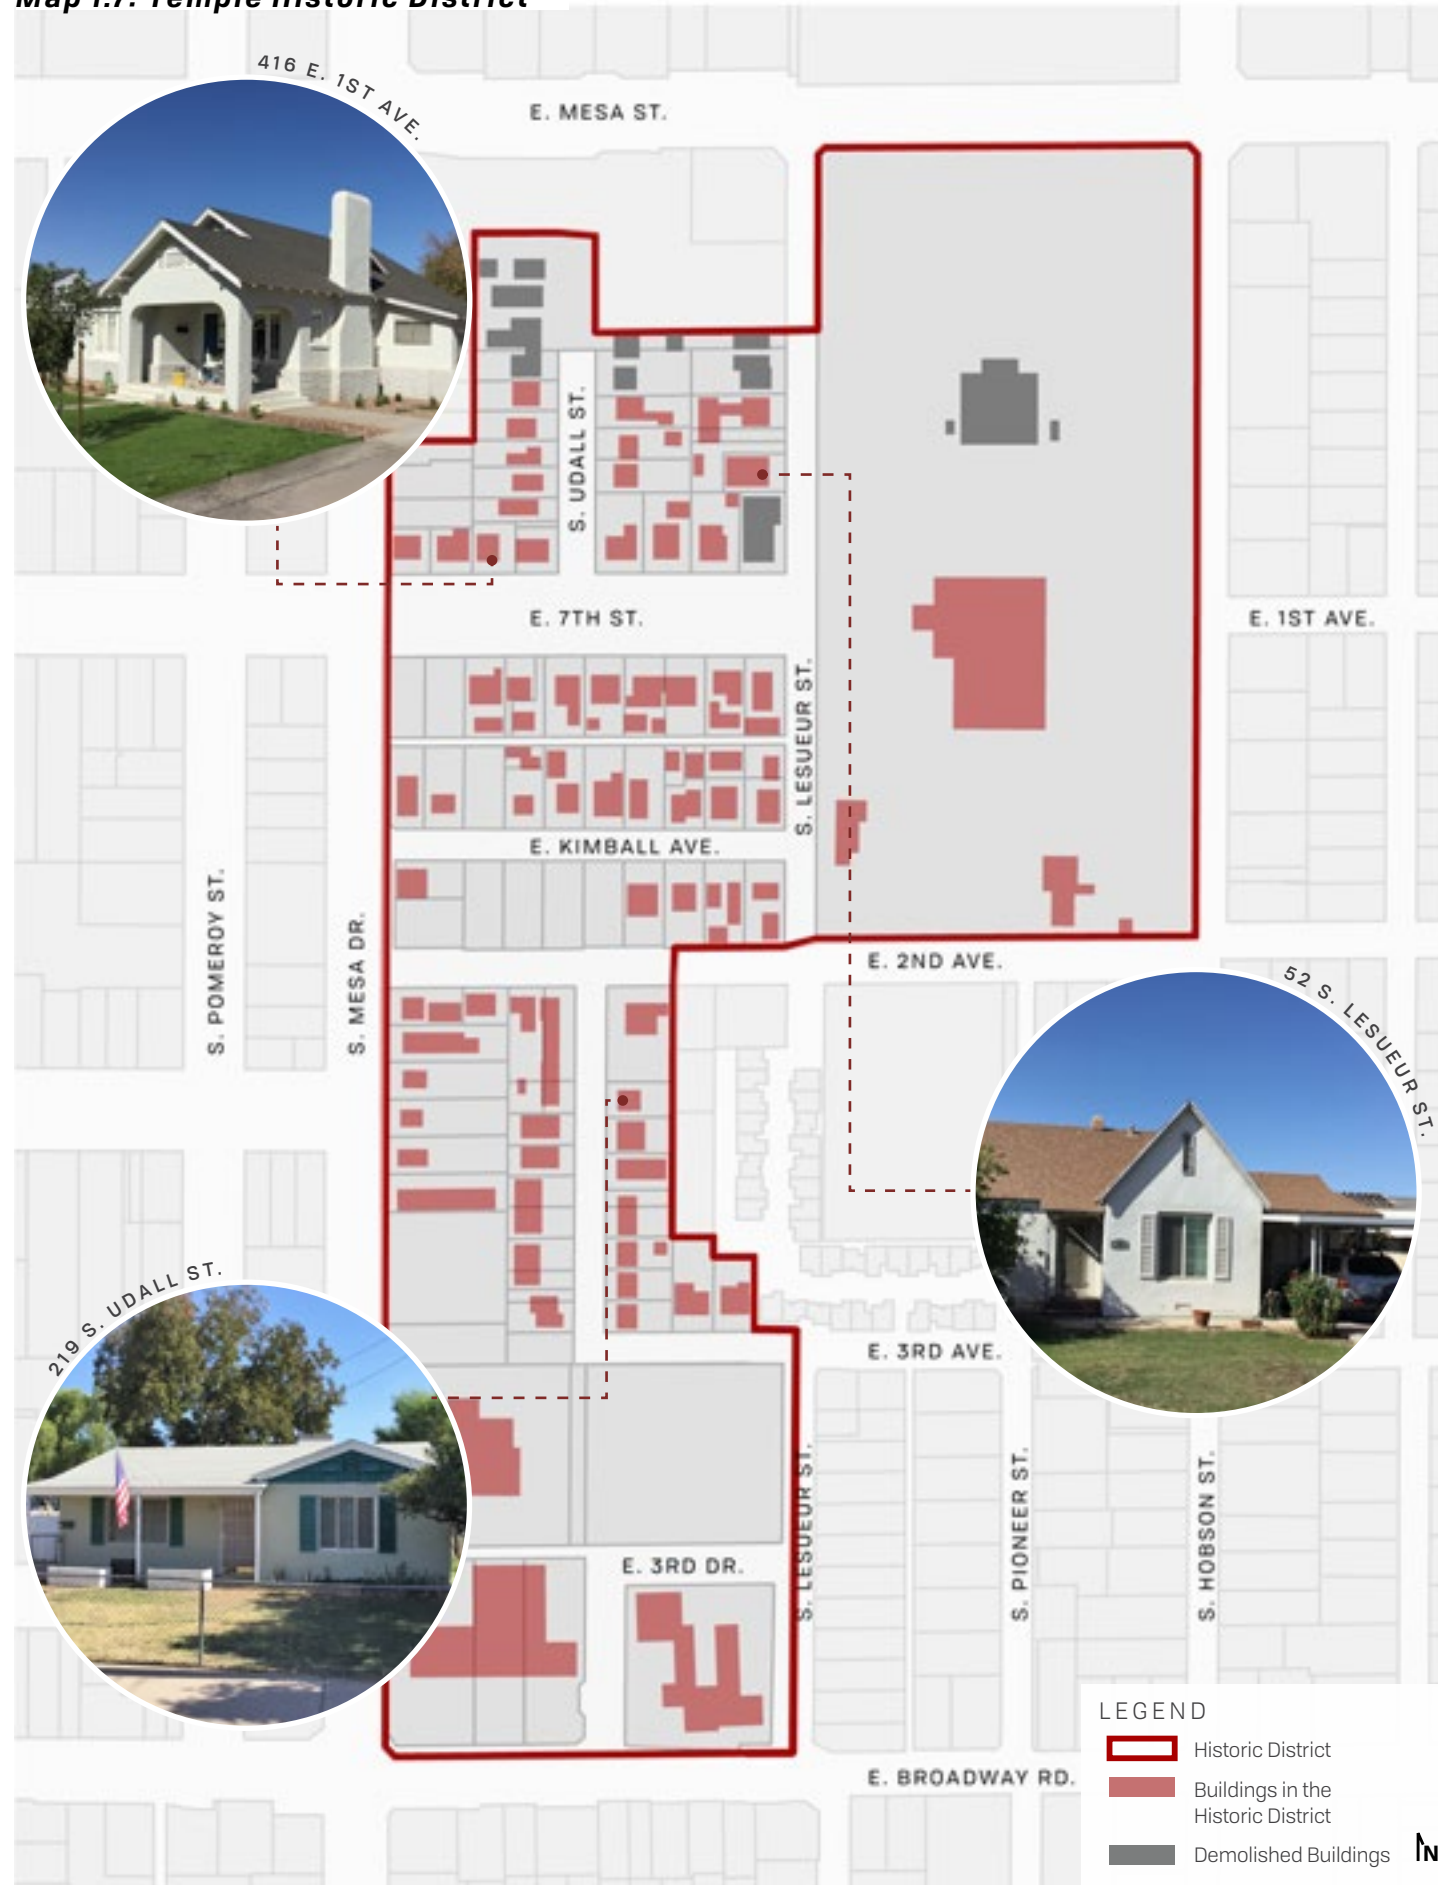 Map 1.7: Temple Historic District
416 E. 1ST AVE.
E. MESA ST.
S. UDALL ST.
E. 7TH ST.
E. 1ST AVE.
S. LESUEUR ST.
E. KIMBALL AVE.
S. POMEROY ST.
S. MESA DR.
E. 2ND AVE.
52 S. LESUEUR ST.
219 S. UDALL ST.
E. 3RD AVE.
S. LESUEUR ST.
S. PIONEER ST.
S. HOBSON ST.
E. 3RD DR.
E. BROADWAY RD.
LEGEND
Historic District
Buildings in the
Historic District
Demolished Buildings
N